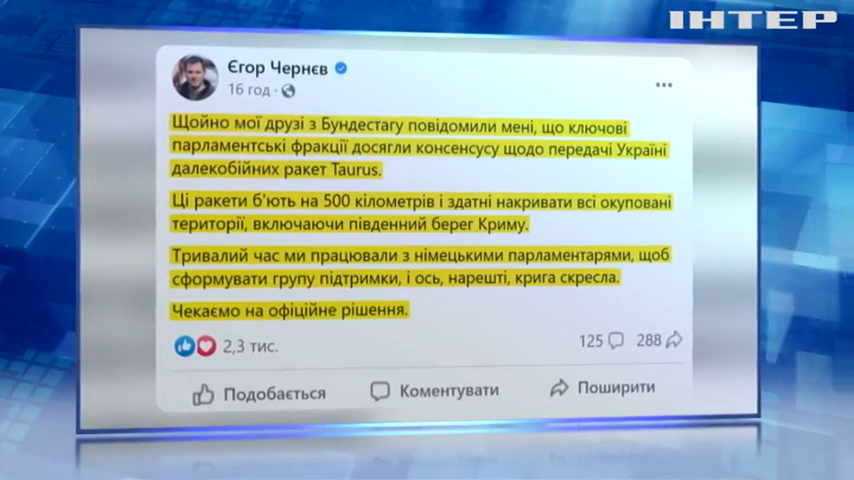 ІНТЕР
Єгор Чернєв
16 год ·
Щойно мої друзі з Бундестагу повідомили мені, що ключові
парламентські фракції досягли консенсусу щодо передачі Україні
далекобійних ракет Taurus.
Ці ракети б'ють на 500 кілометрів і здатні накривати всі окуповані
території, включаючи південний берег Криму.
Тривалий час ми працювали з німецькими парламентарями, щоб
сформувати групу підтримки, і ось, нарешті, крига скресла.
Чекаємо на офіційне рішення.
2,3 тис.
125 288
Подобається Коментувати Поширити